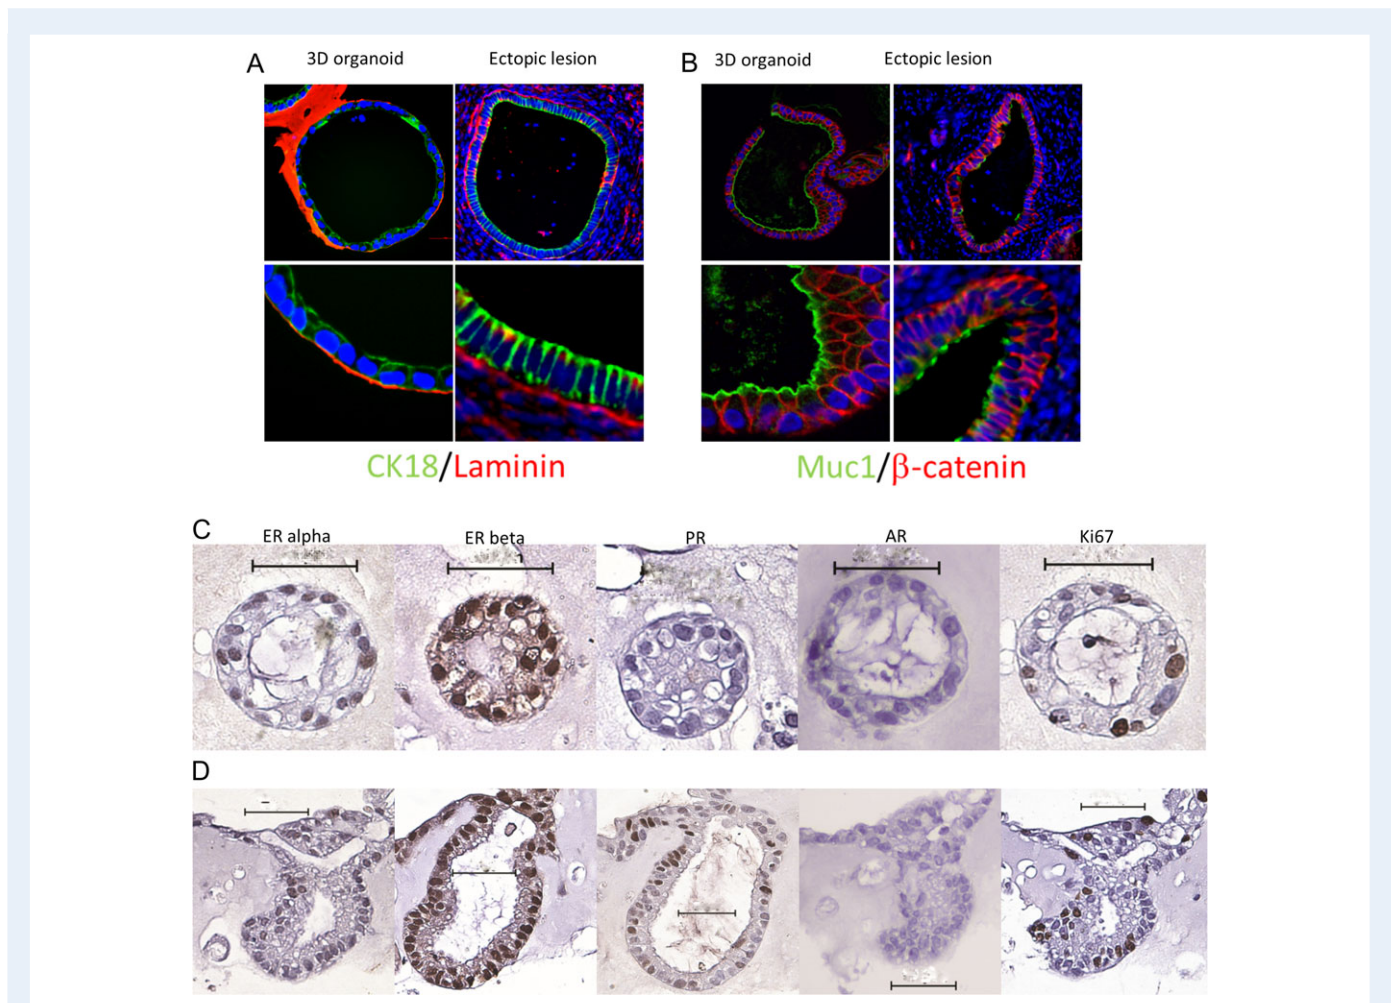 A
3D organoid
Ectopic lesion
B
3D organoid
Ectopic lesion
CK18/Laminin
Muc1/β-catenin
C
ER alpha
ER beta
PR
AR
Ki67
D